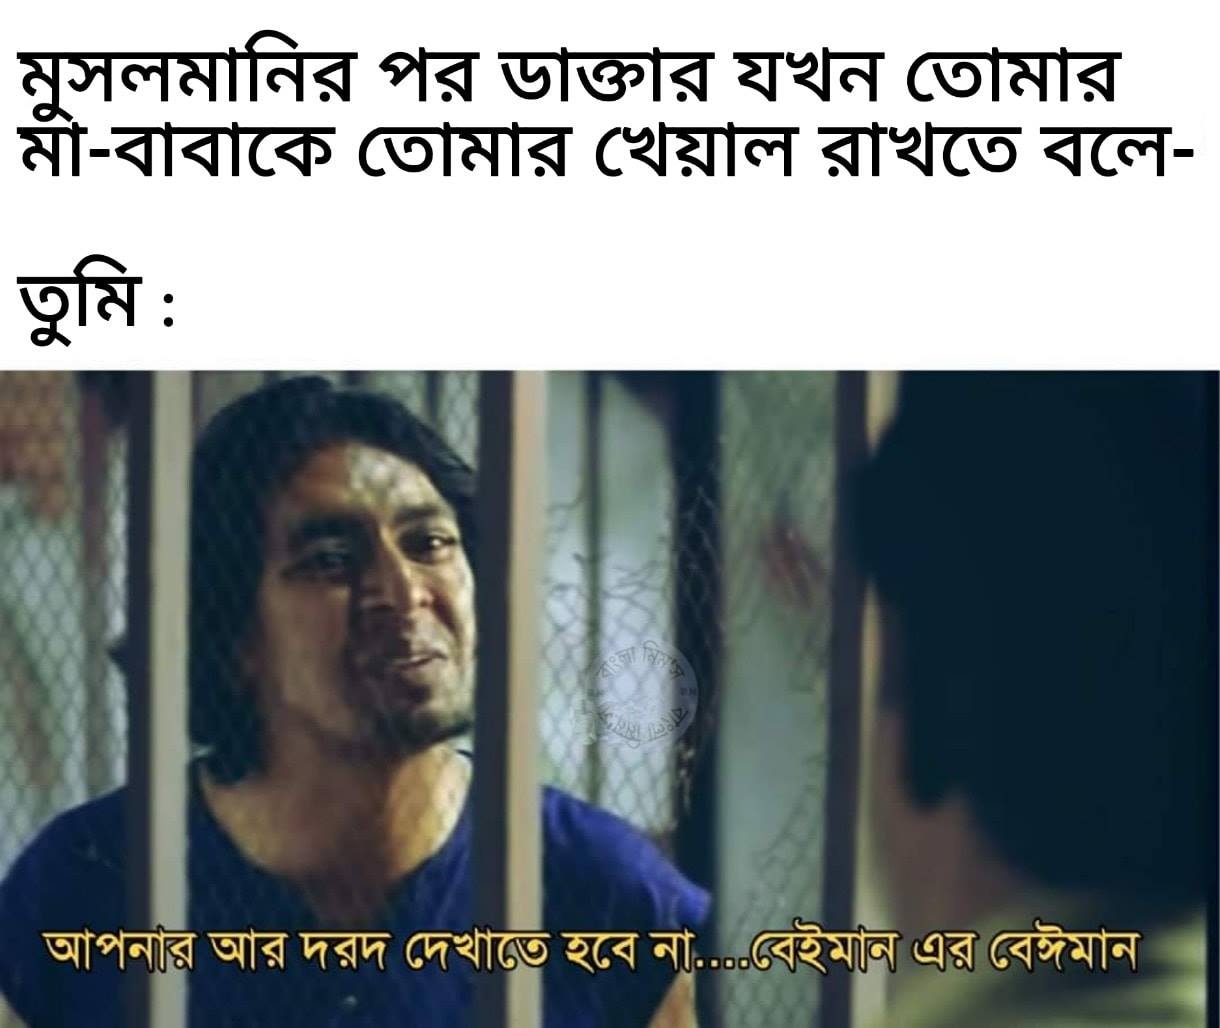 মুসলমানির পর ডাক্তার যখন তোমার
মা-বাবাকে তোমার খেয়াল রাখতে বলে-
তুমি :
বাংলা মিম'স
আপনার আর দরদ দেখাতে হবে না....বেইমান এর বেঈমান